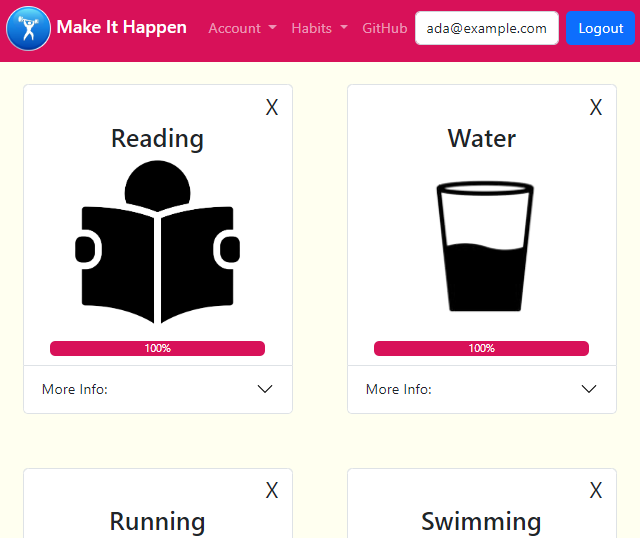 Make It Happen Account Habits GitHub ada@example.com Logout
X
Reading
100%
More Info:
X
Water
100%
More Info:
X
Running
X
Swimming